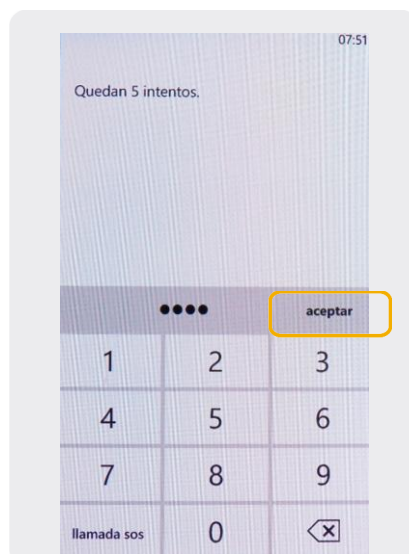 07:51
Quedan 5 intentos.
●●●● aceptar
1 2 3
4 5 6
7 8 9
llamada sos 0